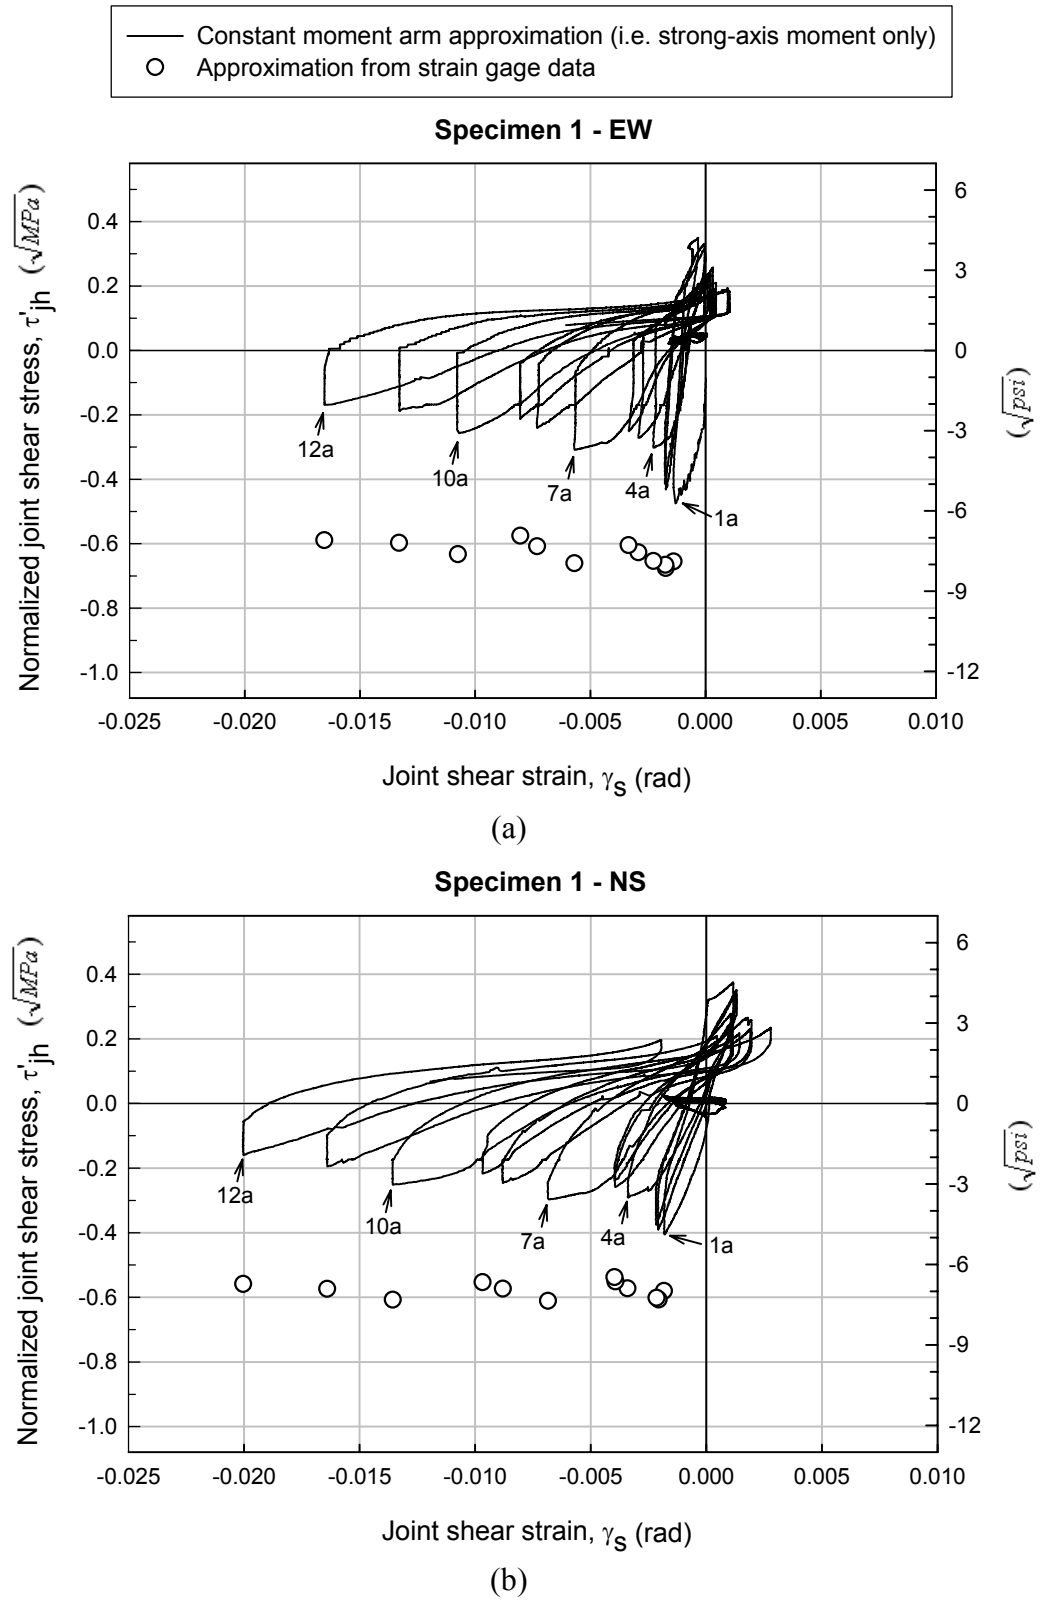 Constant moment arm approximation (i.e. strong-axis moment only)
Approximation from strain gage data
Specimen 1 - EW
Normalized joint shear stress, τ'jh (√MPa)
0.4
0.2
0.0
-0.2
-0.4
-0.6
-0.8
-1.0
12a
10a
7a
4a
1a
6
3
0
-3
-6
-9
-12
(√psi)
-0.025 -0.020 -0.015 -0.010 -0.005 0.000 0.005 0.010
Joint shear strain, γs (rad)
(a)
Specimen 1 - NS
Normalized joint shear stress, τ'jh (√MPa)
0.4
0.2
0.0
-0.2
-0.4
-0.6
-0.8
-1.0
12a
10a
7a
4a
1a
6
3
0
-3
-6
-9
-12
(√psi)
-0.025 -0.020 -0.015 -0.010 -0.005 0.000 0.005 0.010
Joint shear strain, γs (rad)
(b)